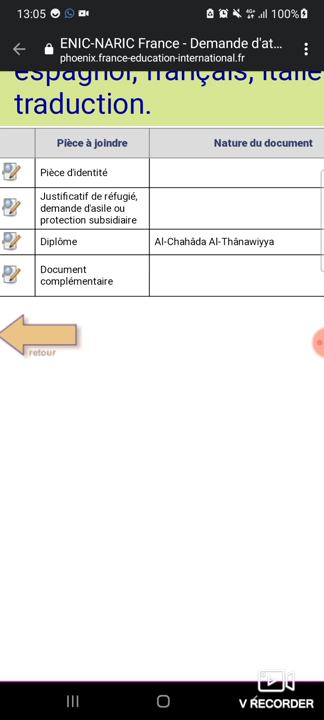 13:05
4G+
100%
ENIC-NARIC France - Demande d'at...
phoenix.france-education-international.fr
espagnol, français, italie
traduction.
Pièce à joindre
Nature du document
Pièce d'identité
Justificatif de réfugié,
demande d'asile ou
protection subsidiaire
Diplôme
Al-Chahâda Al-Thânawiyya
Document
complémentaire
retour
V RECORDER